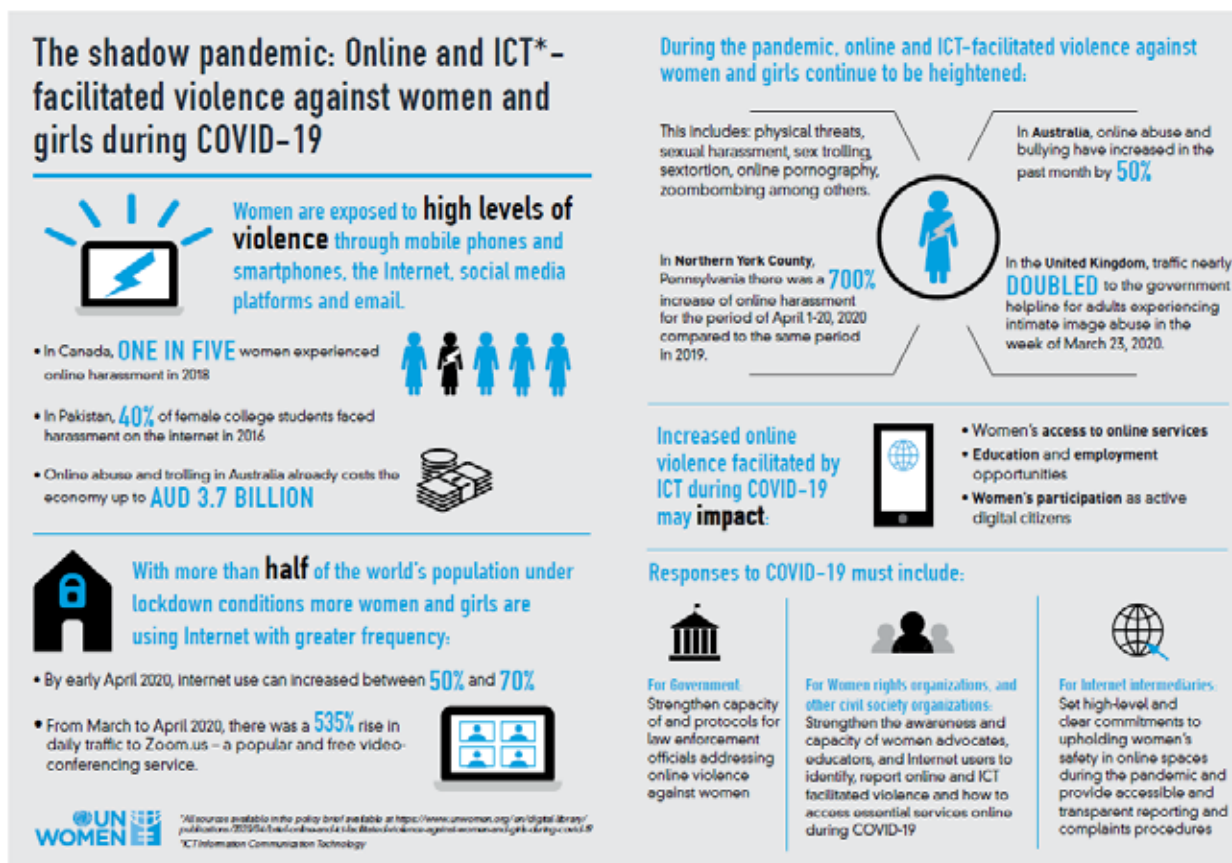 The shadow pandemic: Online and ICT*-
facilitated violence against women and
girls during COVID-19
Women are exposed to high levels of
violence through mobile phones and
smartphones, the Internet, social media
platforms and email.
• In Canada, ONE IN FIVE women experienced
online harassment in 2018
• In Pakistan, 40% of female college students faced
harassment on the internet in 2016
• Online abuse and trolling in Australia already costs the
economy up to AUD 3.7 BILLION
With more than half of the world's population under
lockdown conditions more women and girls are
using Internet with greater frequency:
• By early April 2020, internet use can increased between 50% and 70%
• From March to April 2020, there was a 535% rise in
daily traffic to Zoom.us – a popular and free video-
conferencing service.
UN
WOMEN
*All sources available in the policy brief available at https://www.unwomen.org/en/digital-library/
*ICT Information Communication Technology
During the pandemic, online and ICT-facilitated violence against
women and girls continue to be heightened:
This includes: physical threats,
sexual harassment, sex trolling,
sextortion, online pornography,
zoombombing among others.
In Australia, online abuse and
bullying have increased in the
past month by 50%
In Northern York County,
Pennsylvania there was a 700%
increase of online harassment
for the period of April 1-20, 2020
compared to the same period
in 2019.
In the United Kingdom, traffic nearly
DOUBLED to the government
helpline for adults experiencing
intimate image abuse in the
week of March 23, 2020.
Increased online
violence facilitated by
ICT during COVID-19
may impact:
• Women's access to online services
• Education and employment
opportunities
• Women's participation as active
digital citizens
Responses to COVID-19 must include:
For Government:
Strengthen capacity
of and protocols for
law enforcement
officials addressing
online violence
against women
For Women rights organizations, and
other civil society organizations:
Strengthen the awareness and
capacity of women advocates,
educators, and Internet users to
identify, report online and ICT
facilitated violence and how to
access essential services online
during COVID-19
For Internet intermediaries:
Set high-level and
clear commitments to
upholding women's
safety in online spaces
during the pandemic and
provide accessible and
transparent reporting and
complaints procedures